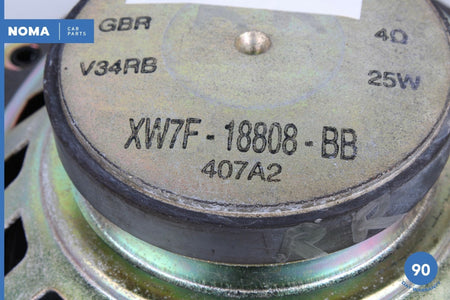 NOMA CAR PARTS
GBR 4Ω
V34RB 25W
XW7F-18808-BB
407A2
90